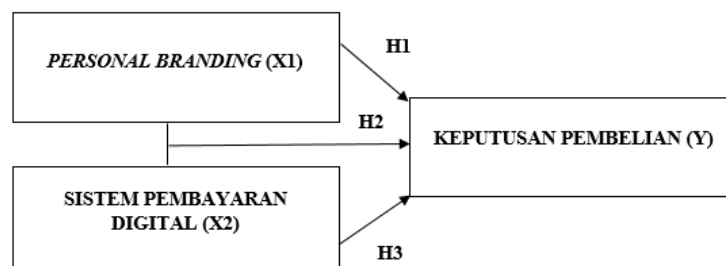 PERSONAL BRANDING (X1)
H1
H2
KEPUTUSAN PEMBELIAN (Y)
SISTEM PEMBAYARAN
DIGITAL (X2)
H3